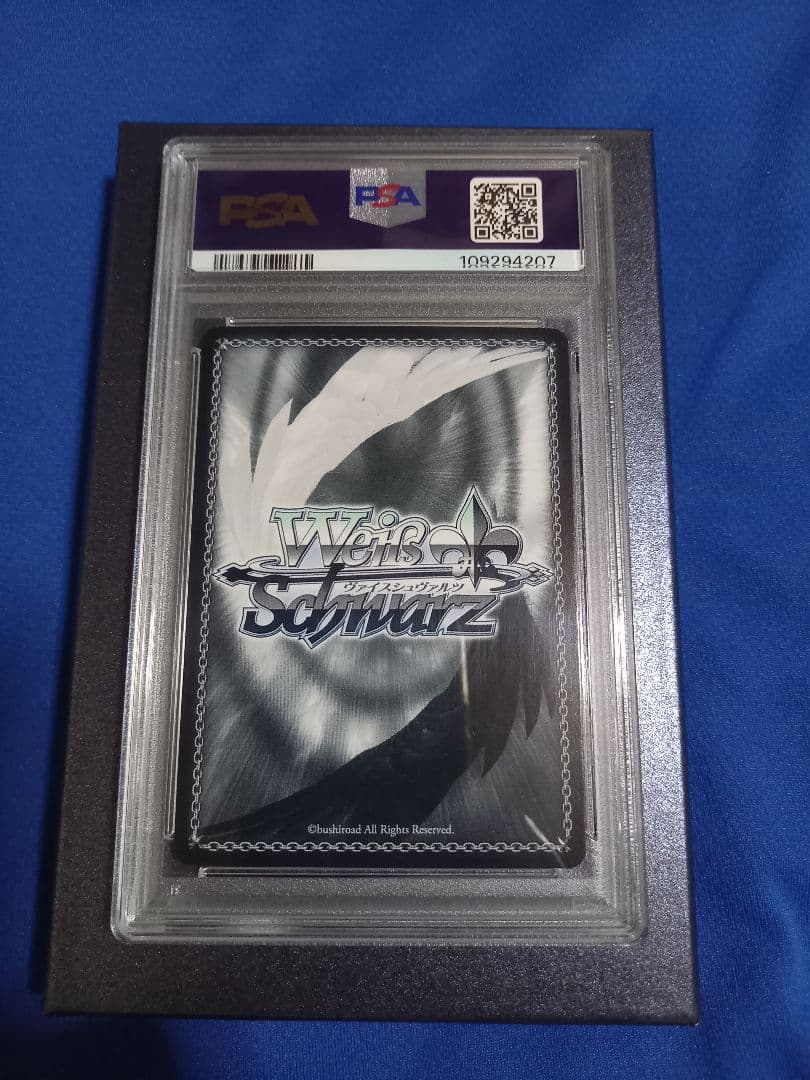 PSA
PSA
109294207
Weiß
ヴァイスシュヴァルツ
Schwarz
©bushiroad All Rights Reserved.